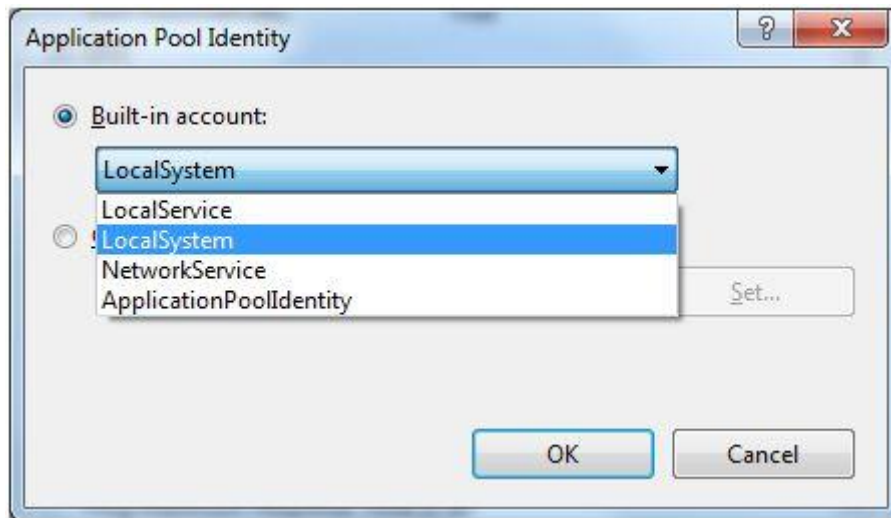 Application Pool Identity
Built-in account:
LocalSystem
LocalService
LocalSystem
NetworkService
ApplicationPoolIdentity
Set...
OK
Cancel